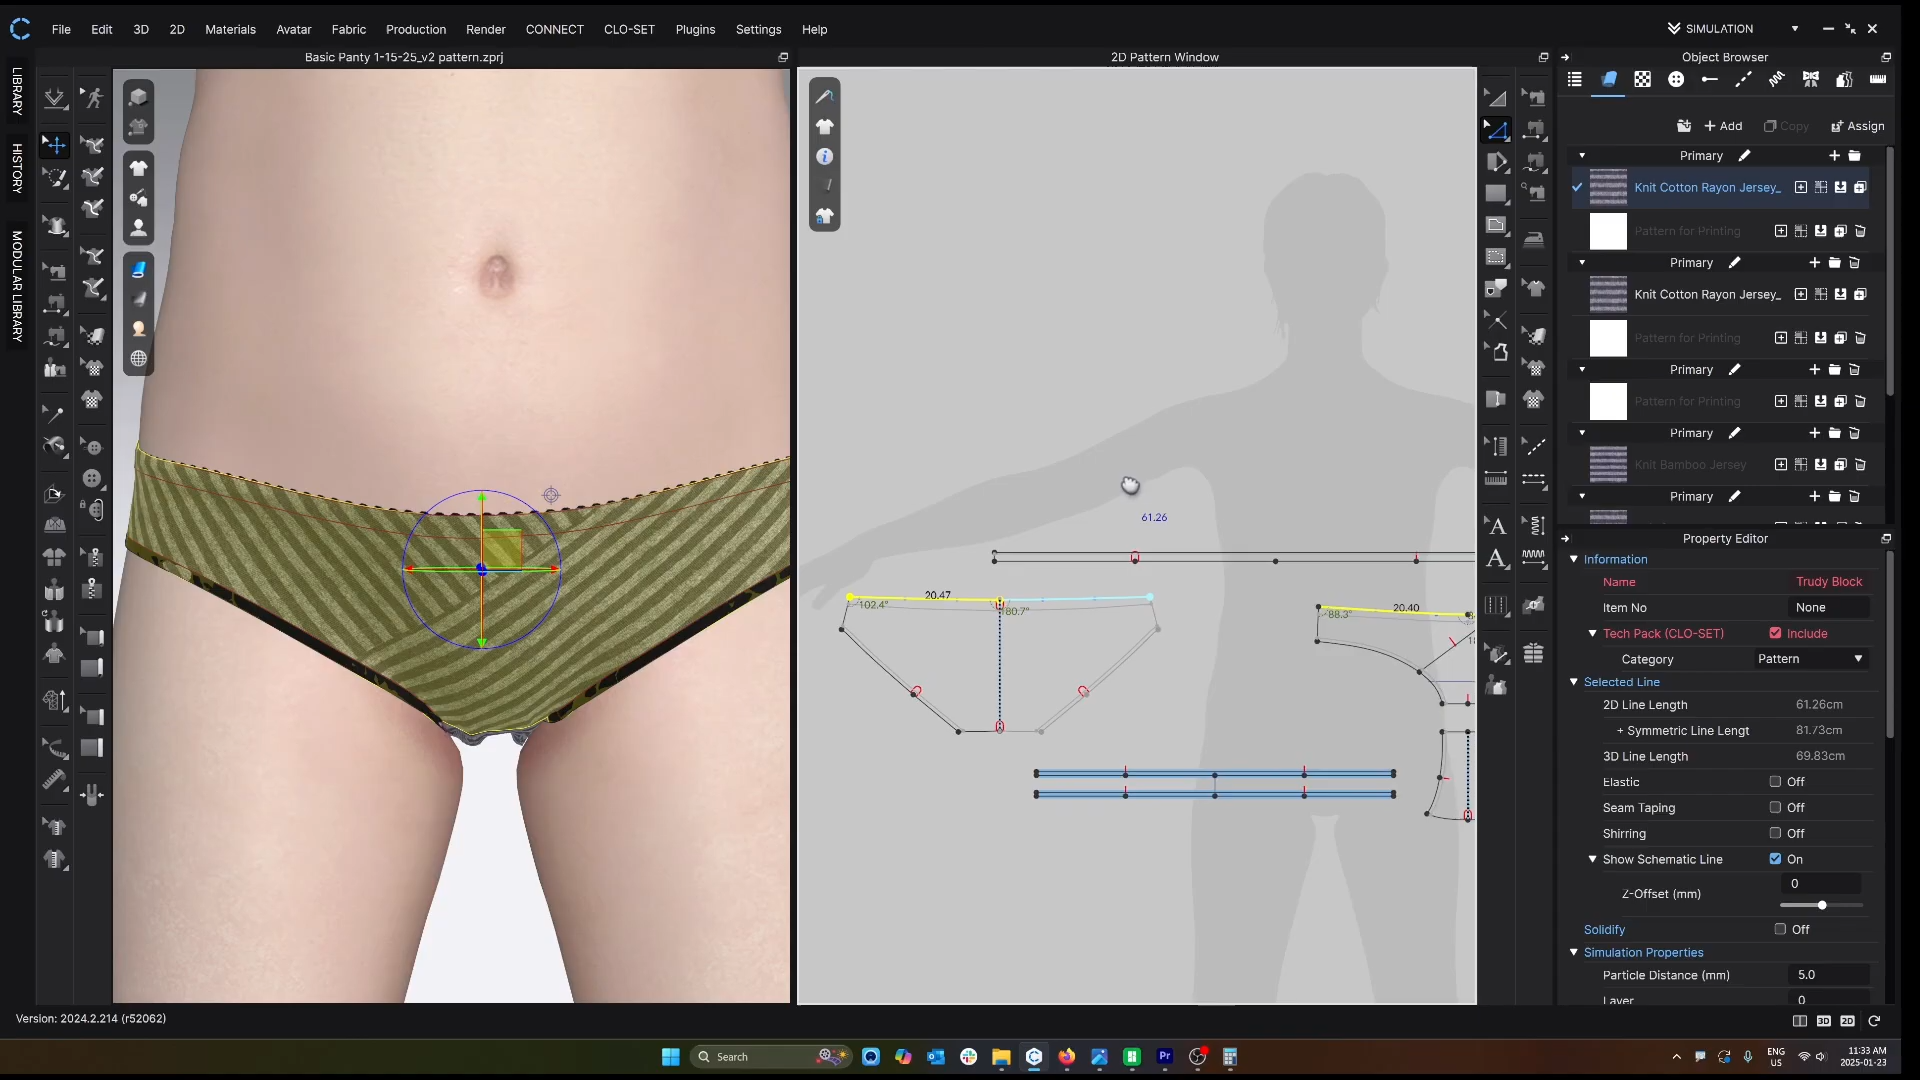 File Edit 3D 2D Materials Avatar Fabric Production Render CONNECT CLO-SET Plugins Settings Help
SIMULATION
Basic Panty 1-15-25_v2 pattern.zprj
2D Pattern Window
Object Browser
LIBRARY
HISTORY
MODULAR LIBRARY
+ Add Copy Assign
Primary
Knit Cotton Rayon Jersey_
Pattern for Printing
Primary
Knit Cotton Rayon Jersey_
Pattern for Printing
Primary
Pattern for Printing
Primary
Knit Bamboo Jersey
Primary
61.26
20.47
102.4°
80.7°
20.40
88.3°
Property Editor
Information
Name Trudy Block
Item No None
Tech Pack (CLO-SET) Include
Category Pattern
Selected Line
2D Line Length 61.26cm
+ Symmetric Line Lengt 81.73cm
3D Line Length 69.83cm
Elastic Off
Seam Taping Off
Shirring Off
Show Schematic Line On
Z-Offset (mm) 0
Solidify Off
Simulation Properties
Particle Distance (mm) 5.0
Layer 0
Version: 2024.2.214 (r52062)
3D 2D
Search
ENG
US
11:33 AM
2025-01-23